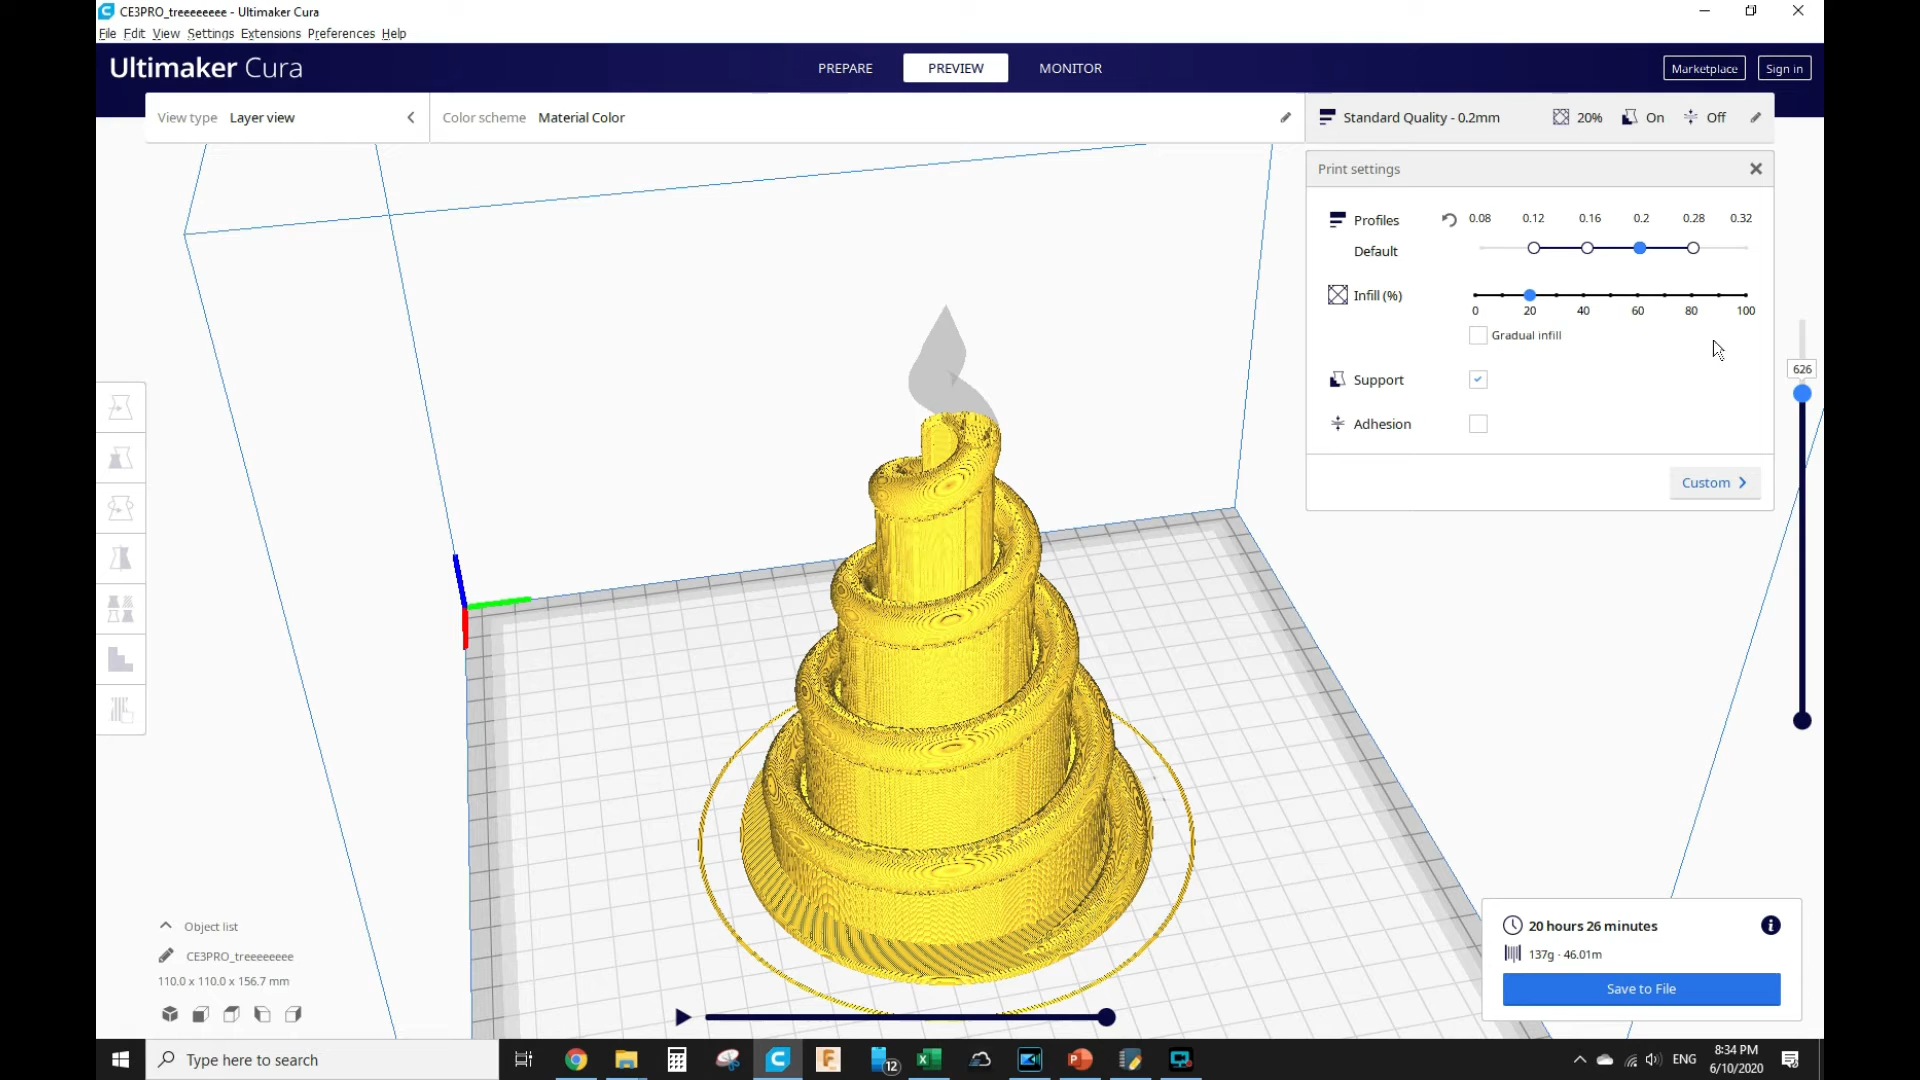 CE3PRO_treeeeeeee - Ultimaker Cura
File Edit View Settings Extensions Preferences Help
Ultimaker Cura
PREPARE PREVIEW MONITOR
Marketplace Sign in
View type Layer view
Color scheme Material Color
Standard Quality - 0.2mm 20% On Off
Print settings
Profiles 0.08 0.12 0.16 0.2 0.28 0.32
Default
Infill (%)
0 20 40 60 80 100
Gradual infill
Support
Adhesion
Custom
626
Object list
CE3PRO_treeeeeeee
110.0 x 110.0 x 156.7 mm
20 hours 26 minutes
137g · 46.01m
Save to File
Type here to search
12
ENG
8:34 PM
6/10/2020